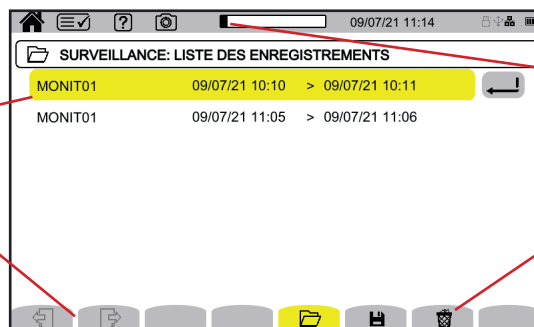 09/07/21 11:14
SURVEILLANCE: LISTE DES ENREGISTREMENTS
MONIT01 09/07/21 10:10 > 09/07/21 10:11
MONIT01 09/07/21 11:05 > 09/07/21 11:06